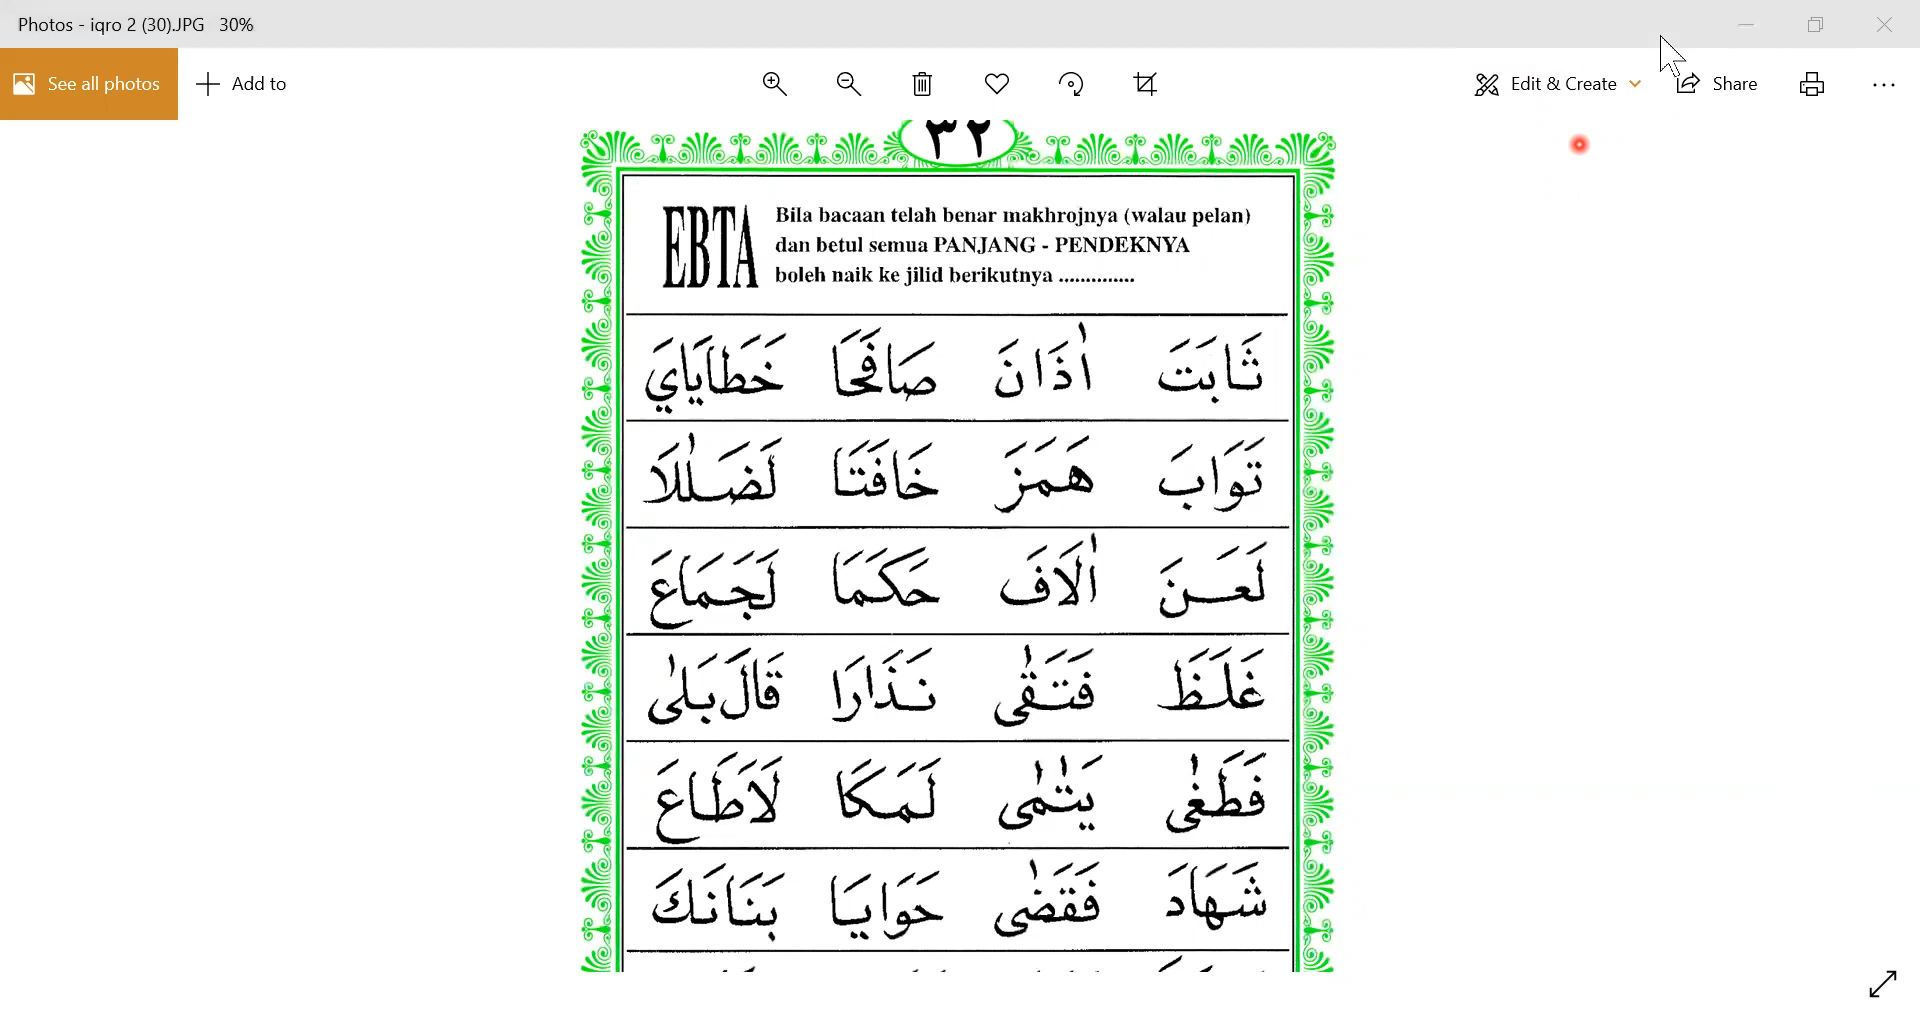 Photos - iqro 2 (30).JPG 30%
See all photos
Add to
Edit & Create
Share
٣٢
EBTA
Bila bacaan telah benar makhrojnya (walau pelan)
dan betul semua PANJANG - PENDEKNYA
boleh naik ke jilid berikutnya ..............
ثَابَتَ اٰذَانَ صَافَحَا خَطَايَايَ
تَوَابَ هَمَزَ خَافَتَا لَضَلٰلَا
لَعَنَ اٰلَافَ حَكَمَا لَجَمَاعَ
غَلَظَ فَتَقٰى نَذَارَا قَالَ بَلٰى
فَطَغٰى يَتٰمٰى لَمَكَا لَاطَاعَ
شَهَادَ فَقَضٰى حَوَايَا بَنَانَكَ